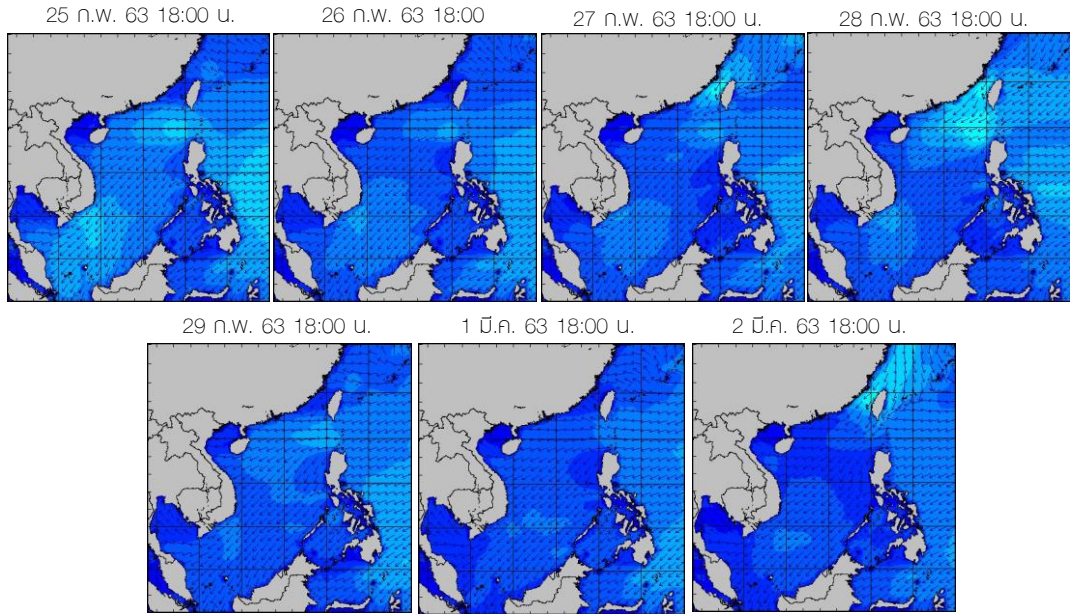 25 ก.พ. 63 18:00 น.
26 ก.พ. 63 18:00
27 ก.พ. 63 18:00 น.
28 ก.พ. 63 18:00 น.
29 ก.พ. 63 18:00 น.
1 มี.ค. 63 18:00 น.
2 มี.ค. 63 18:00 น.